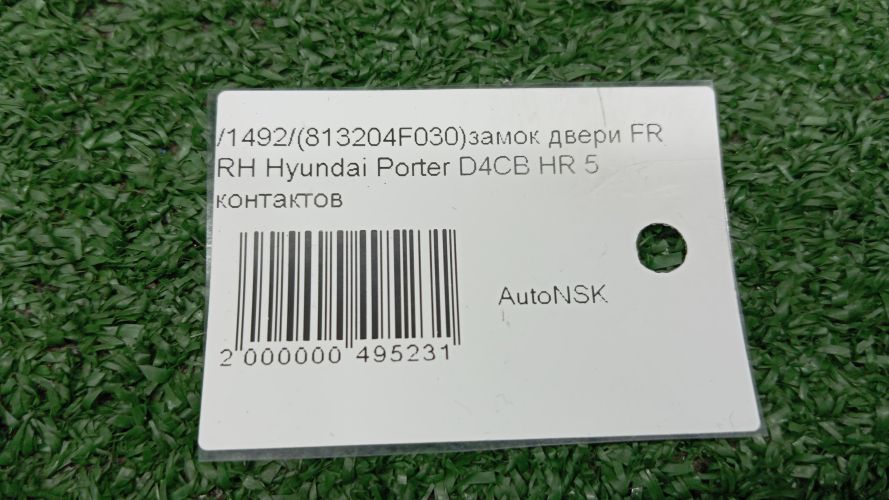 /1492/(813204F030)замок двери FR
RH Hyundai Porter D4CB HR 5
контактов
AutoNSK
2 000000 495231